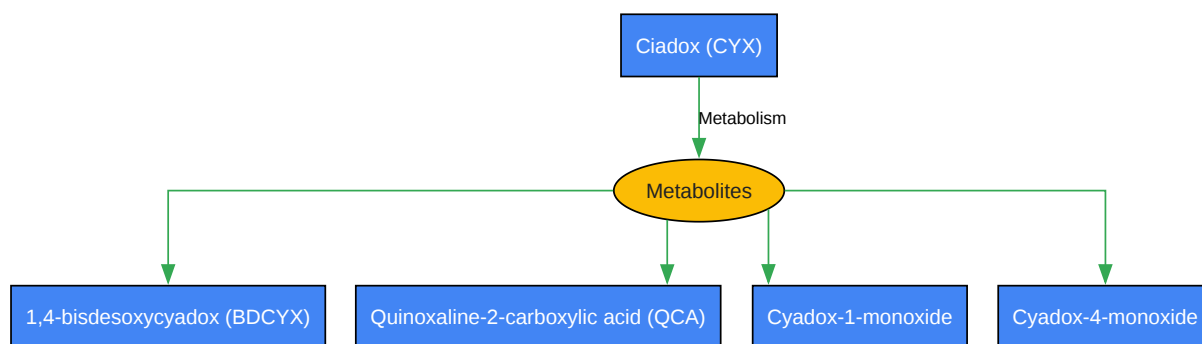 Ciadox (CYX)
Metabolism
Metabolites
1,4-bisdesoxycyadox (BDCYX)
Quinoxaline-2-carboxylic acid (QCA)
Cyadox-1-monoxide
Cyadox-4-monoxide